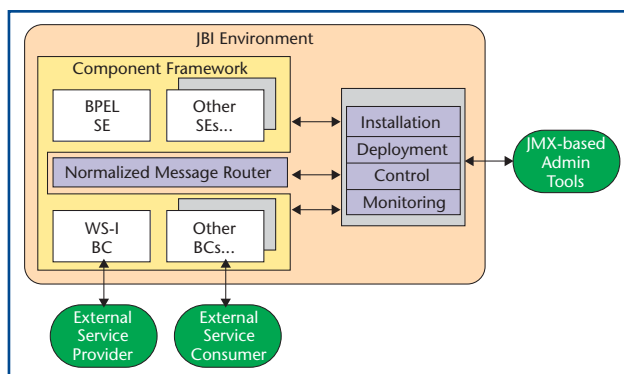 JBI Environment
Component Framework
BPEL
SE
Other
SEs...
Normalized Message Router
WS-I
BC
Other
BCs...
Installation
Deployment
Control
Monitoring
JMX-based
Admin
Tools
External
Service
Provider
External
Service
Consumer